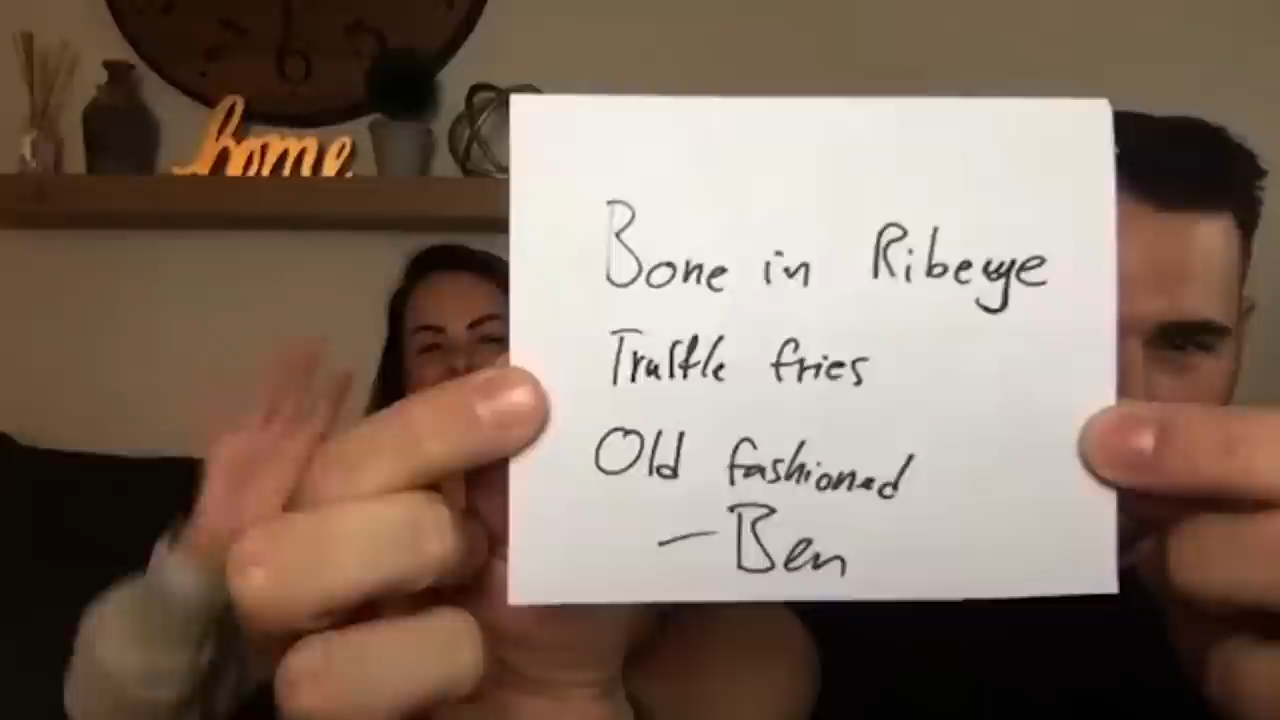 home
Bone in Ribeye
Truffle fries
Old fashioned
- Ben